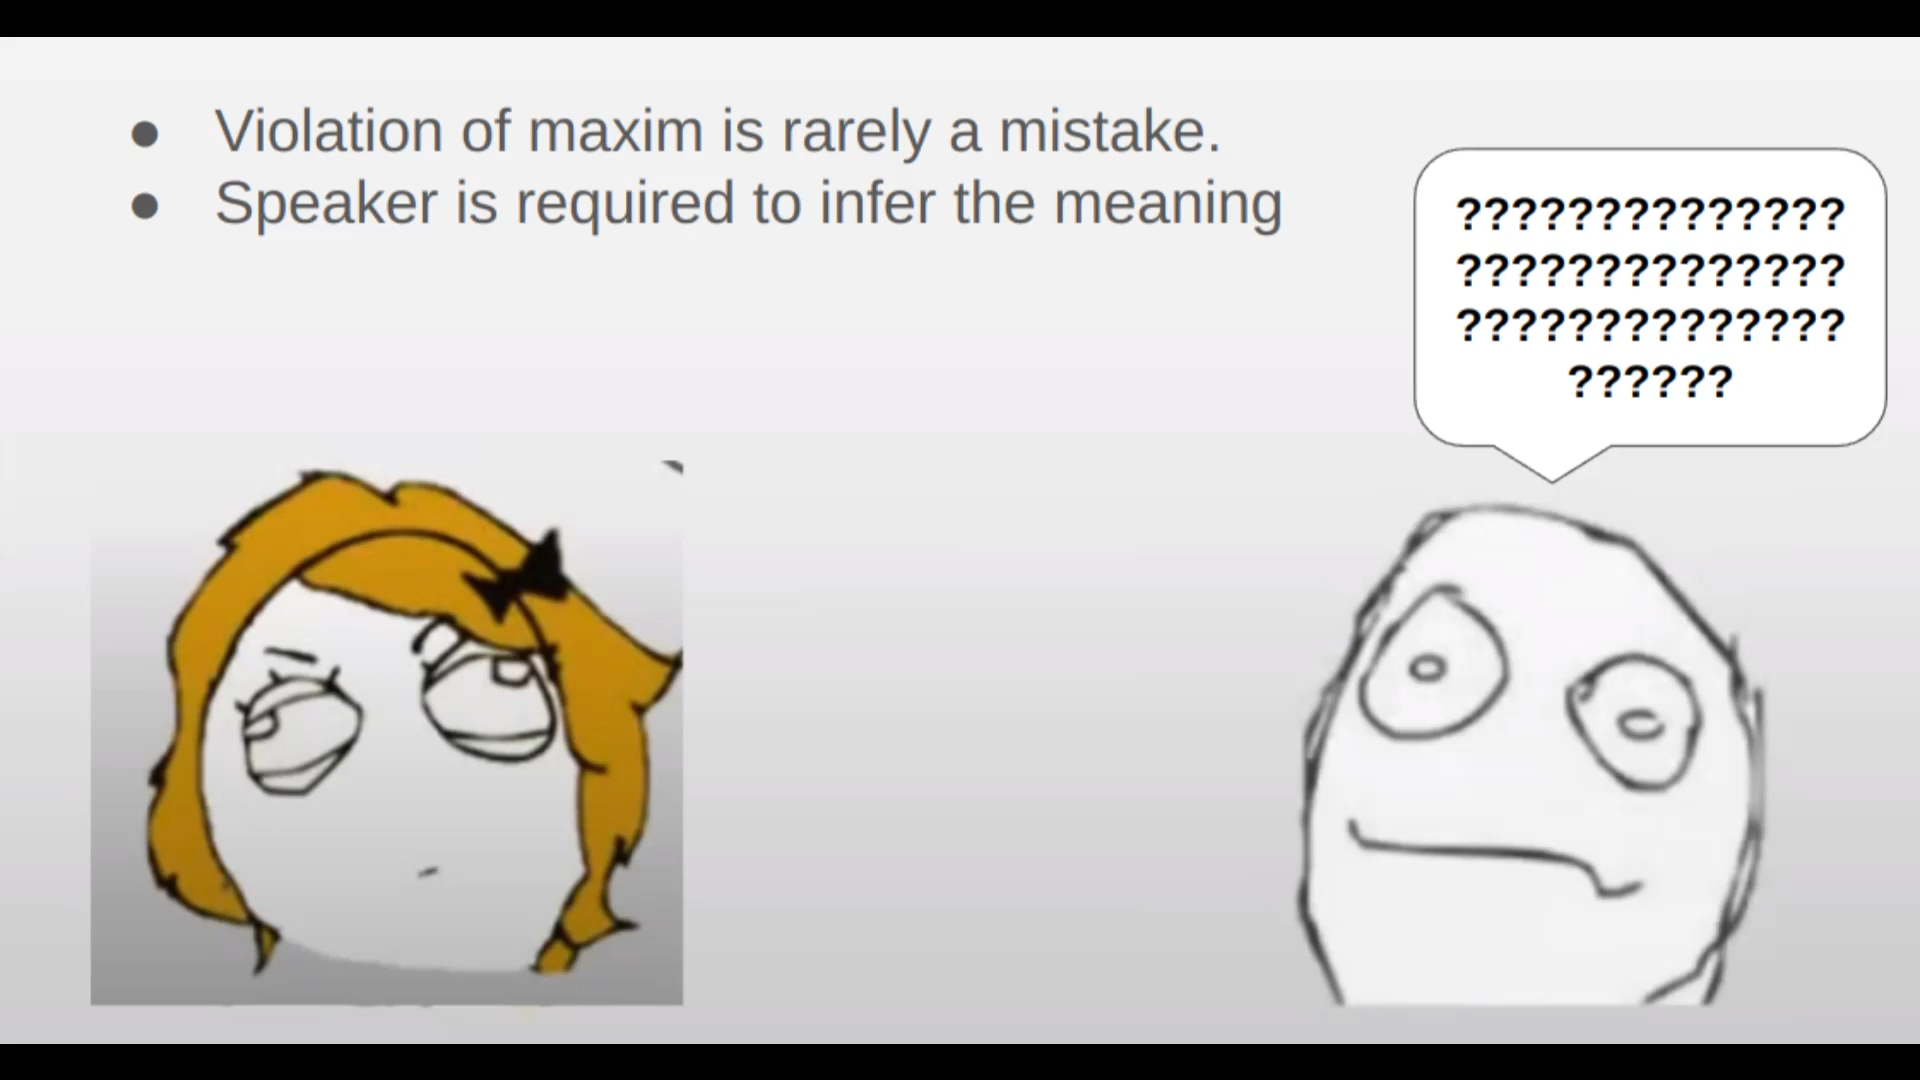 ● Violation of maxim is rarely a mistake.
● Speaker is required to infer the meaning
??????????????
??????????????
??????????????
??????